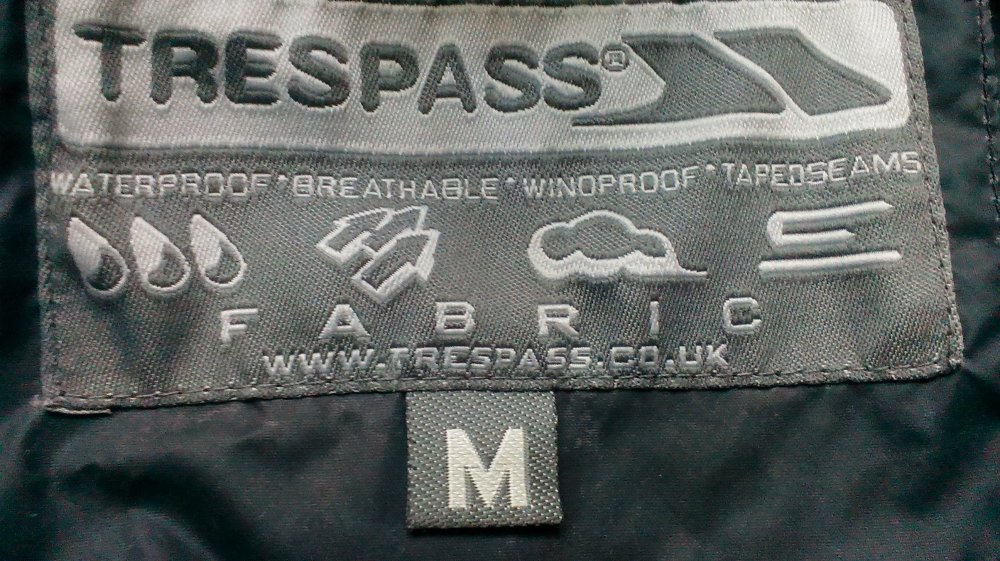 TRESPASS®
WATERPROOF•BREATHABLE•WINDPROOF•TAPEDSEAMS
FABRIC
WWW.TRESPASS.CO.UK
M